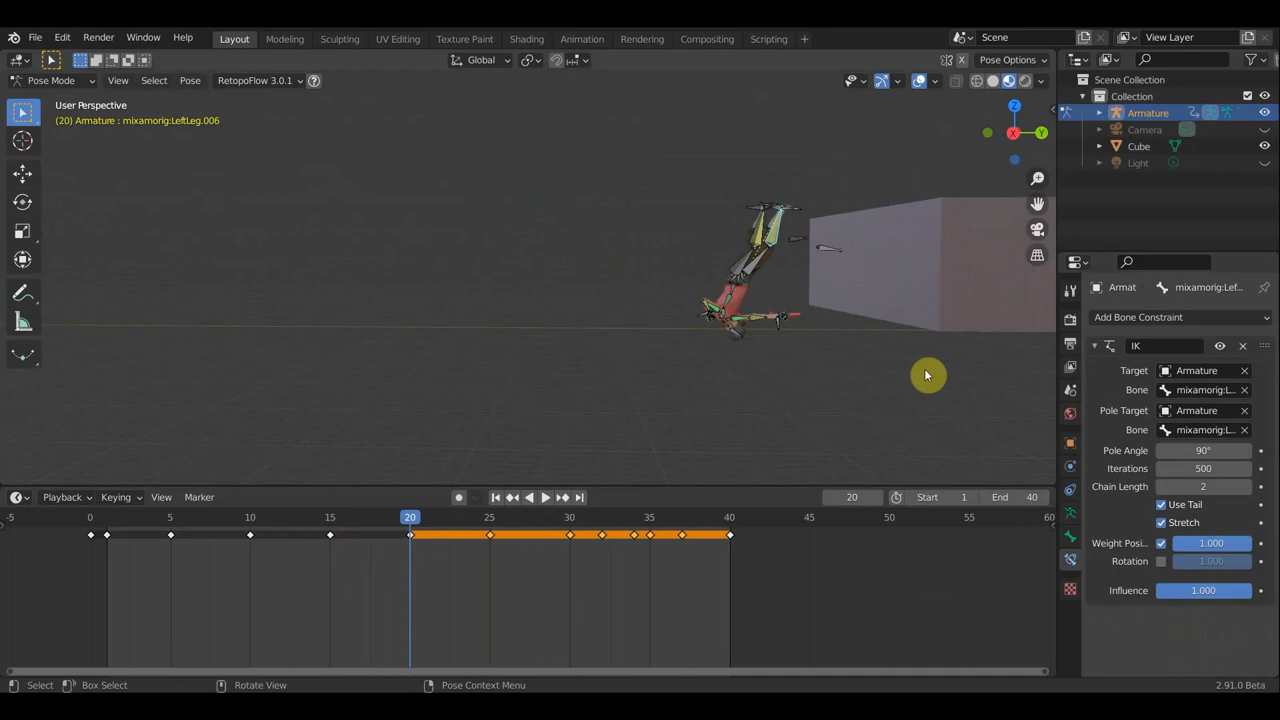 File Edit Render Window Help Layout Modeling Sculpting UV Editing Texture Paint Shading Animation Rendering Compositing Scripting + Scene View Layer
Global Pose Options
Pose Mode View Select Pose RetopoFlow 3.0.1
User Perspective
(20) Armature : mixamorig:LeftLeg.006
Z
X
Y
Scene Collection
Collection
Armature
Camera
Cube
Light
Armat mixamorig:Lef...
Add Bone Constraint
IK
Target Armature
Bone mixamorig:L...
Pole Target Armature
Bone mixamorig:L...
Pole Angle 90°
Iterations 500
Chain Length 2
Use Tail
Stretch
Weight Posi... 1.000
Rotation 1.000
Influence 1.000
Playback Keying View Marker 20 Start 1 End 40
-5 0 5 10 15 20 25 30 35 40 45 50 55 60
Select Box Select Rotate View Pose Context Menu 2.91.0 Beta